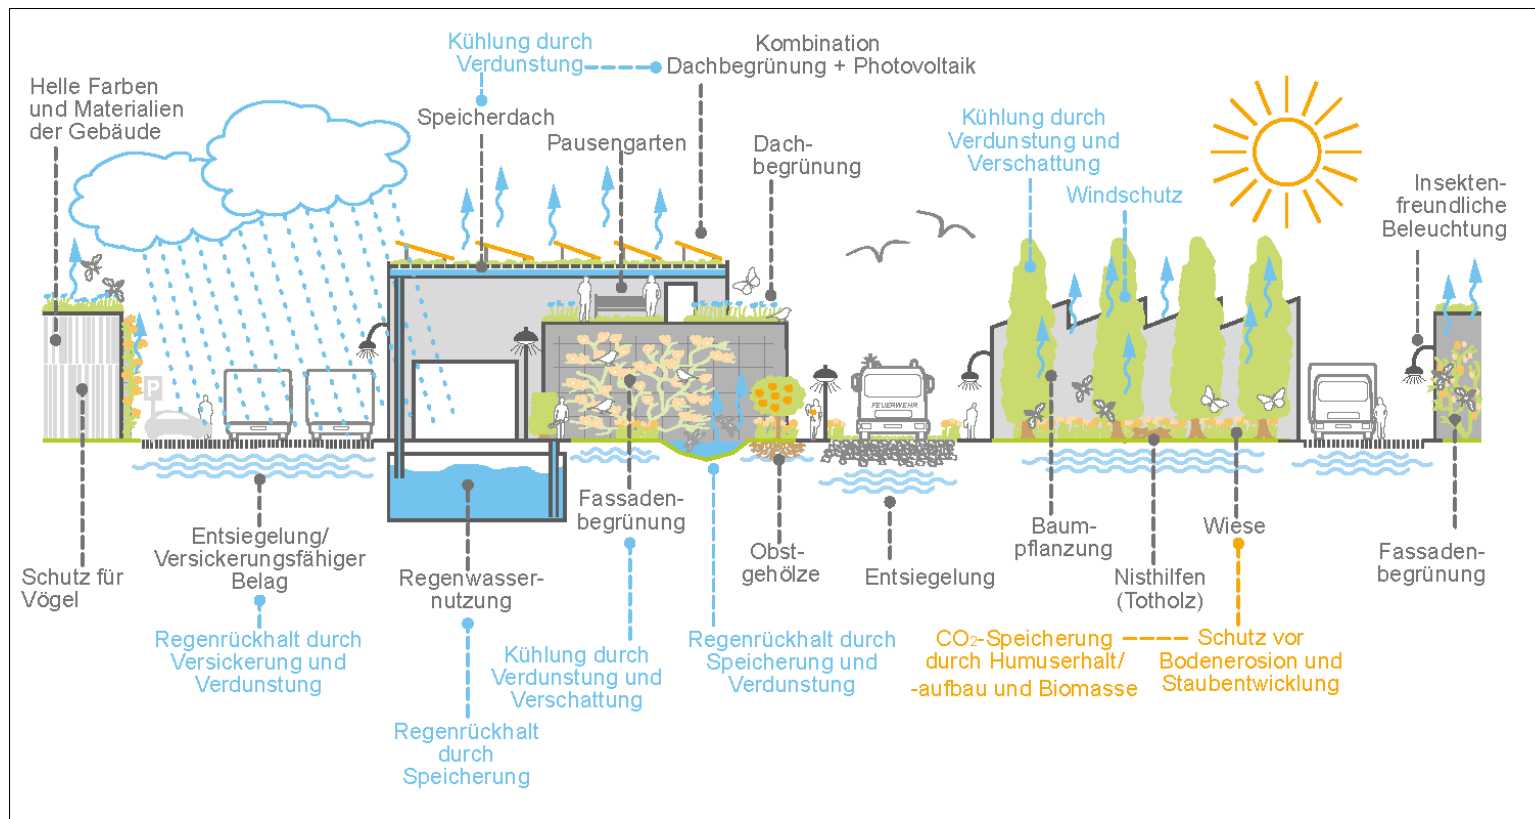 Kühlung durch
Verdunstung
Kombination
Dachbegrünung + Photovoltaik
Helle Farben
und Materialien
der Gebäude
Speicherdach
Pausengarten
Dach-
begrünung
Kühlung durch
Verdunstung und
Verschattung
Windschutz
Insekten-
freundliche
Beleuchtung
P
FEUERWEHR
Schutz für
Vögel
Entsiegelung/
Versickerungsfähiger
Belag
Regenrückhalt durch
Versickerung und
Verdunstung
Regenwasser-
nutzung
Regenrückhalt
durch
Speicherung
Fassaden-
begrünung
Kühlung durch
Verdunstung und
Verschattung
Regenrückhalt durch
Speicherung und
Verdunstung
Obst-
gehölze
Entsiegelung
Baum-
pflanzung
Nisthilfen
(Totholz)
Wiese
CO2-Speicherung
durch Humuserhalt/
-aufbau und Biomasse
Schutz vor
Bodenerosion und
Staubentwicklung
Fassaden-
begrünung